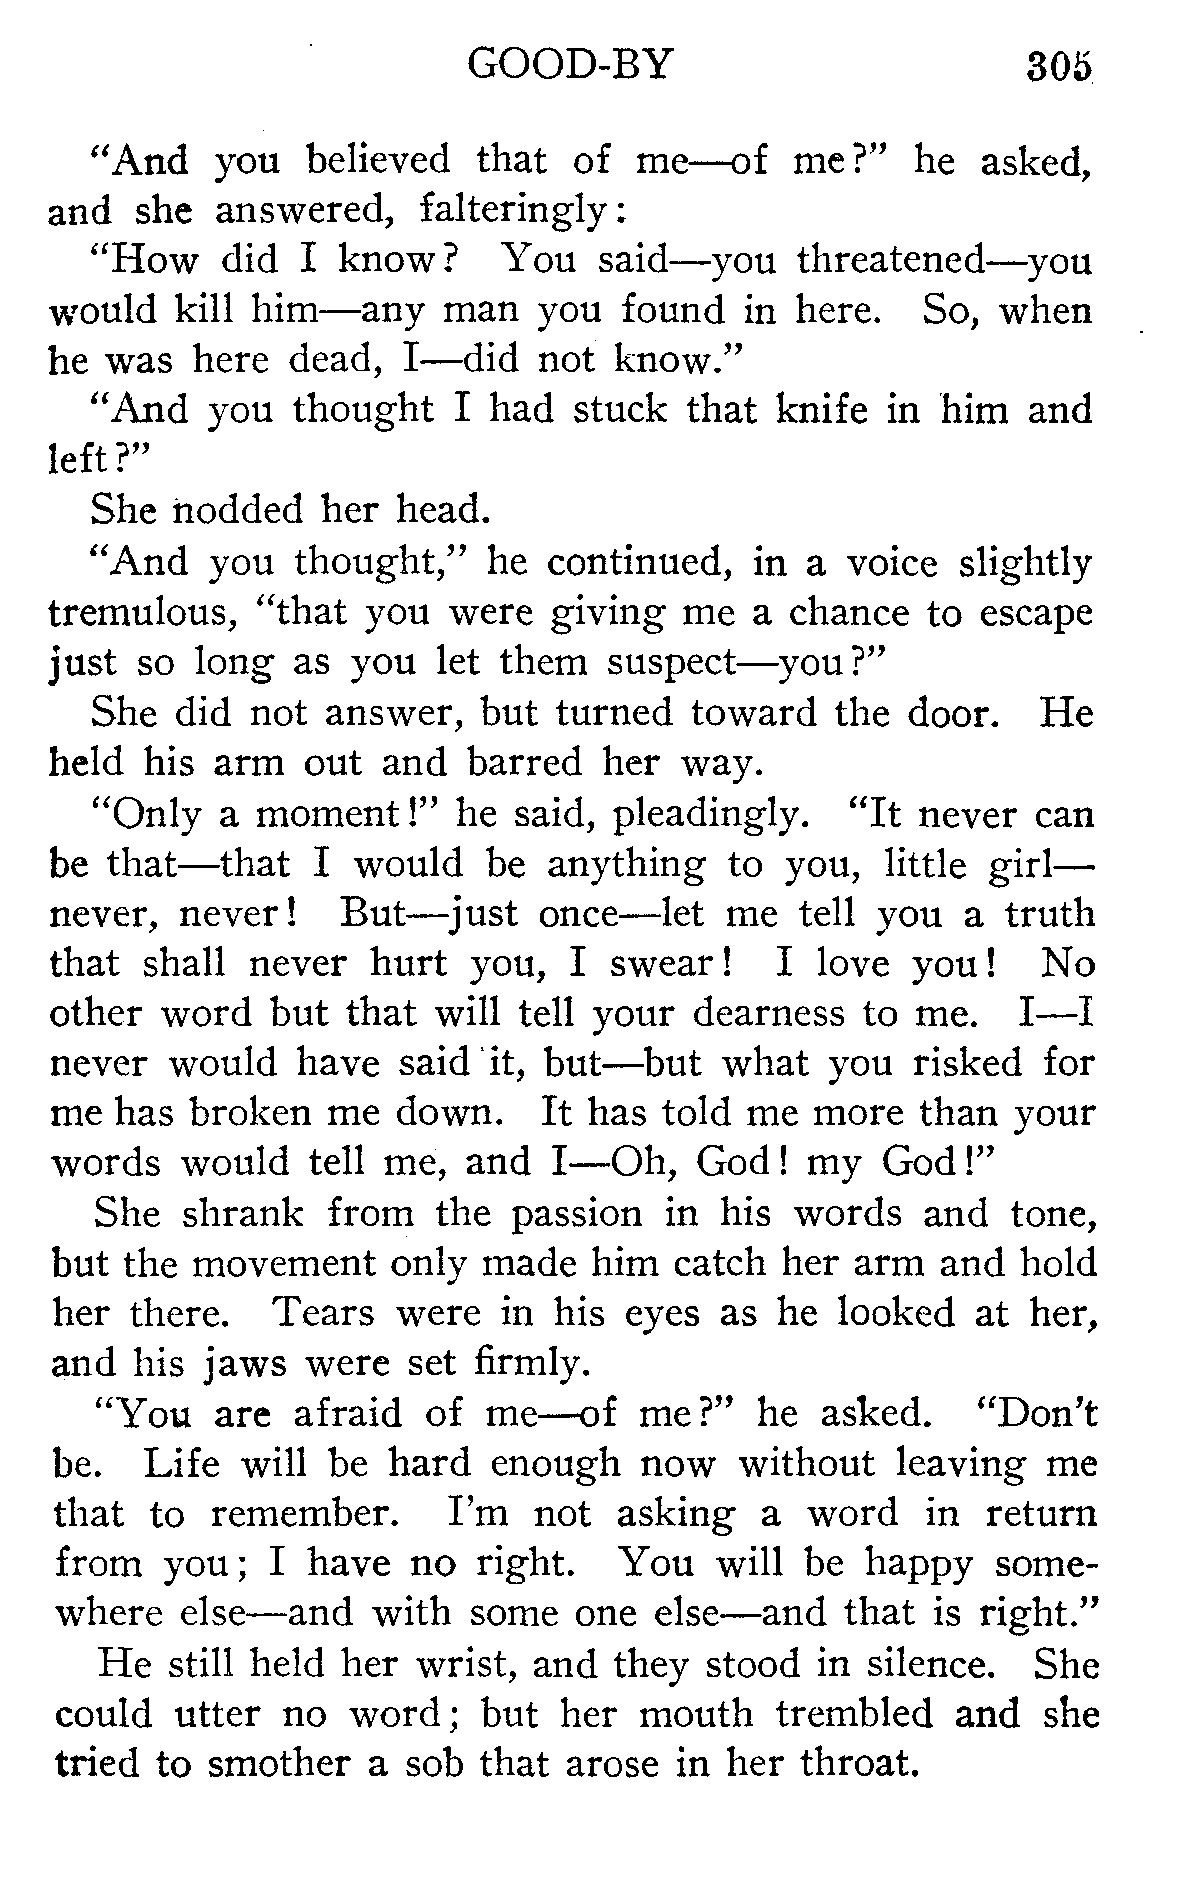 GOOD-BY 305
“And you believed that of me—of me?” he asked,
and she answered, falteringly:
“How did I know? You said—you threatened—you
would kill him—any man you found in here. So, when
he was here dead, I—did not know.”
“And you thought I had stuck that knife in him and
left?”
She nodded her head.
“And you thought,” he continued, in a voice slightly
tremulous, “that you were giving me a chance to escape
just so long as you let them suspect—you?”
She did not answer, but turned toward the door. He
held his arm out and barred her way.
“Only a moment!” he said, pleadingly. “It never can
be that—that I would be anything to you, little girl—
never, never! But—just once—let me tell you a truth
that shall never hurt you, I swear! I love you! No
other word but that will tell your dearness to me. I—I
never would have said it, but—but what you risked for
me has broken me down. It has told me more than your
words would tell me, and I—Oh, God! my God!”
She shrank from the passion in his words and tone,
but the movement only made him catch her arm and hold
her there. Tears were in his eyes as he looked at her,
and his jaws were set firmly.
“You are afraid of me—of me?” he asked. “Don’t
be. Life will be hard enough now without leaving me
that to remember. I’m not asking a word in return
from you; I have no right. You will be happy some-
where else—and with some one else—and that is right.”
He still held her wrist, and they stood in silence. She
could utter no word; but her mouth trembled and she
tried to smother a sob that arose in her throat.